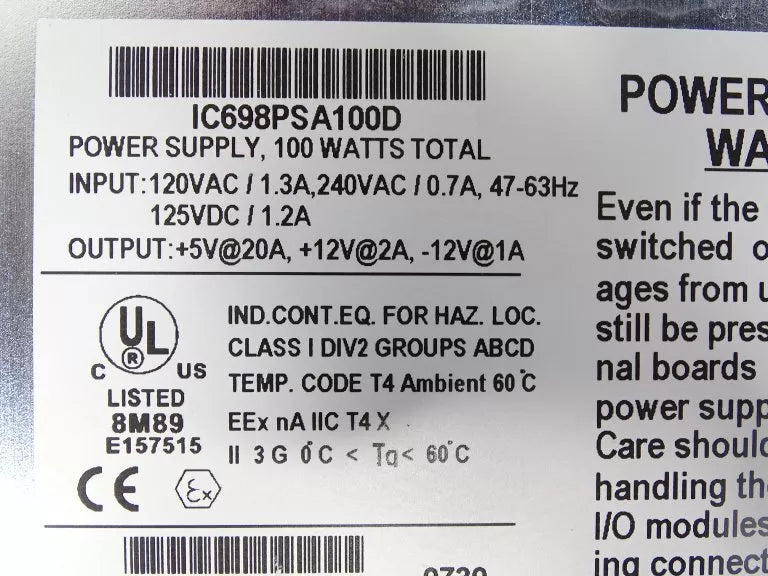 IC698PSA100D
POWER SUPPLY, 100 WATTS TOTAL
INPUT:120VAC / 1.3A,240VAC / 0.7A, 47-63Hz
125VDC / 1.2A
OUTPUT:+5V@20A, +12V@2A, -12V@1A
UL
®
C US
LISTED
8M89
E157515
IND.CONT.EQ. FOR HAZ. LOC.
CLASS I DIV2 GROUPS ABCD
TEMP. CODE T4 Ambient 60°C
EEx nA IIC T4 X
II 3 G 0°C < Ta< 60°C
CE
Ex
POWER
WA
Even if the
switched o
ages from u
still be pres
nal boards
power supp
Care should
handling th
I/O modules
ing connect